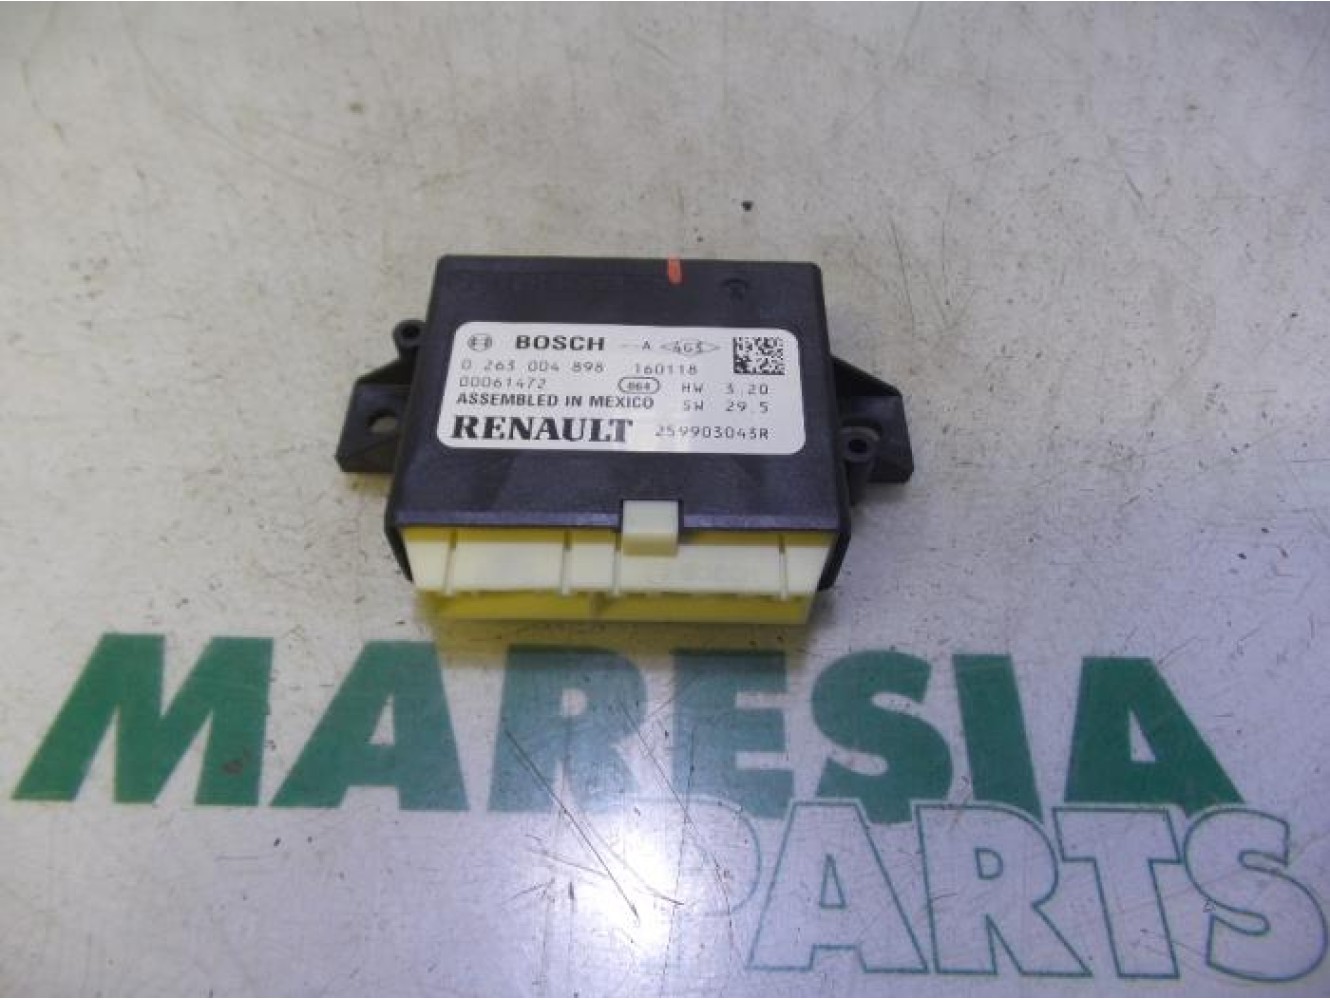 BOSCH A 4G3
0 263 004 898 160118
00061472 864 HW 3.20
ASSEMBLED IN MEXICO SW 29.5
RENAULT 259903043R
MARESIA
PARTS